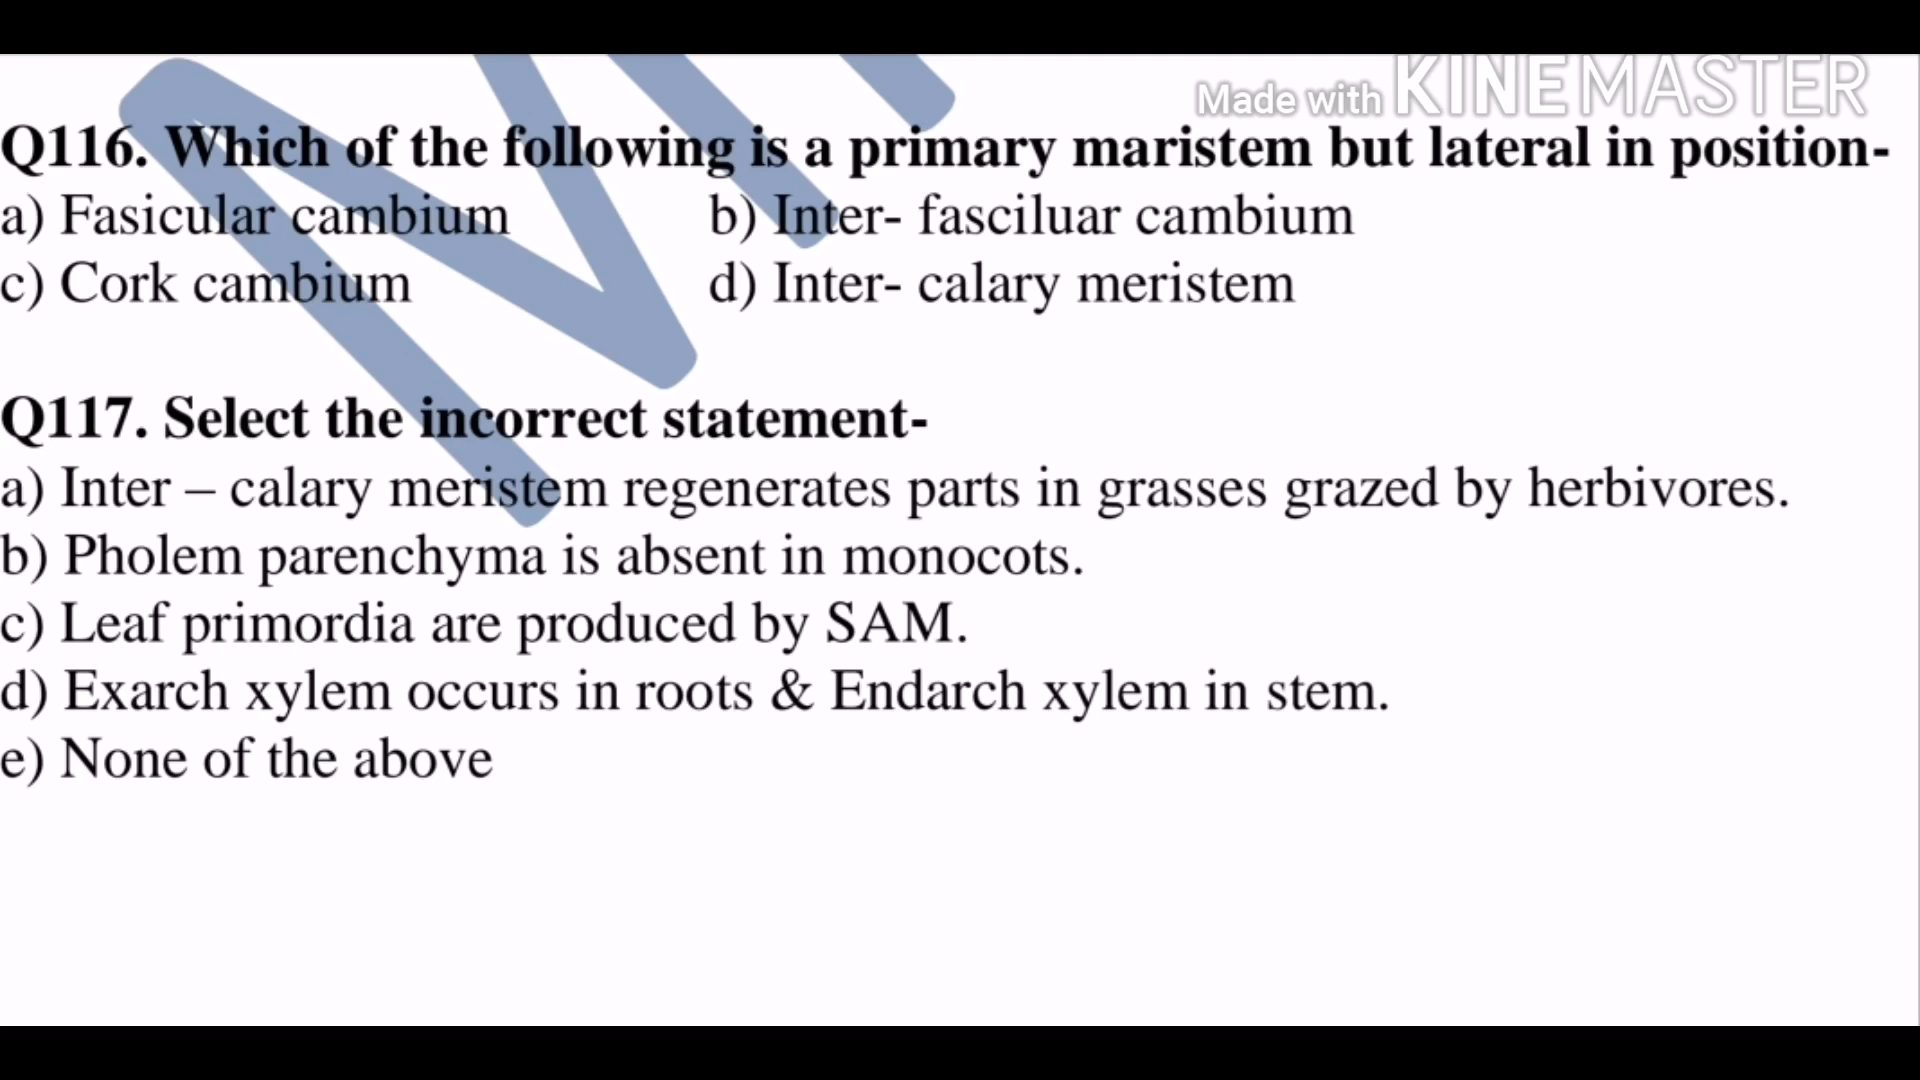 Made with KINEMASTER
Q116. Which of the following is a primary maristem but lateral in position-
a) Fasicular cambium b) Inter- fasciluar cambium
c) Cork cambium d) Inter- calary meristem
Q117. Select the incorrect statement-
a) Inter – calary meristem regenerates parts in grasses grazed by herbivores.
b) Pholem parenchyma is absent in monocots.
c) Leaf primordia are produced by SAM.
d) Exarch xylem occurs in roots & Endarch xylem in stem.
e) None of the above